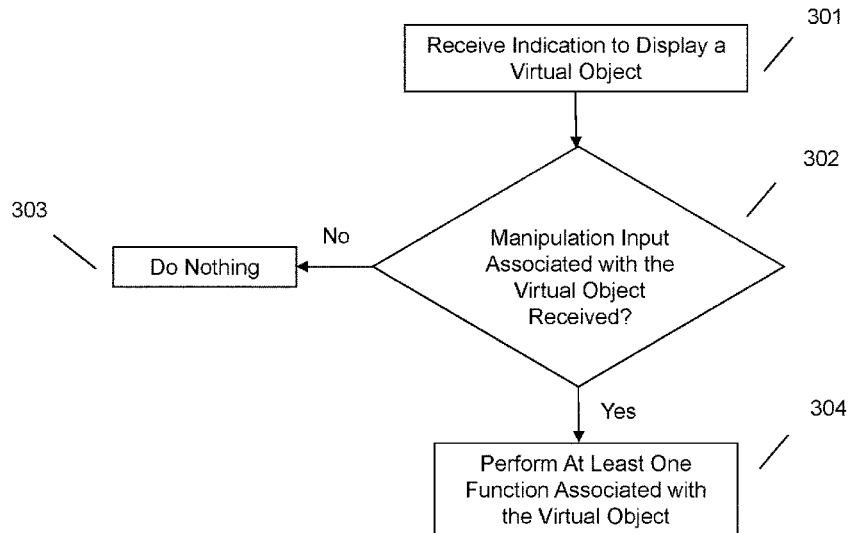 301
Receive Indication to Display a
Virtual Object
302
303
No
Manipulation Input
Associated with the
Virtual Object
Received?
Do Nothing
Yes
304
Perform At Least One
Function Associated with
the Virtual Object